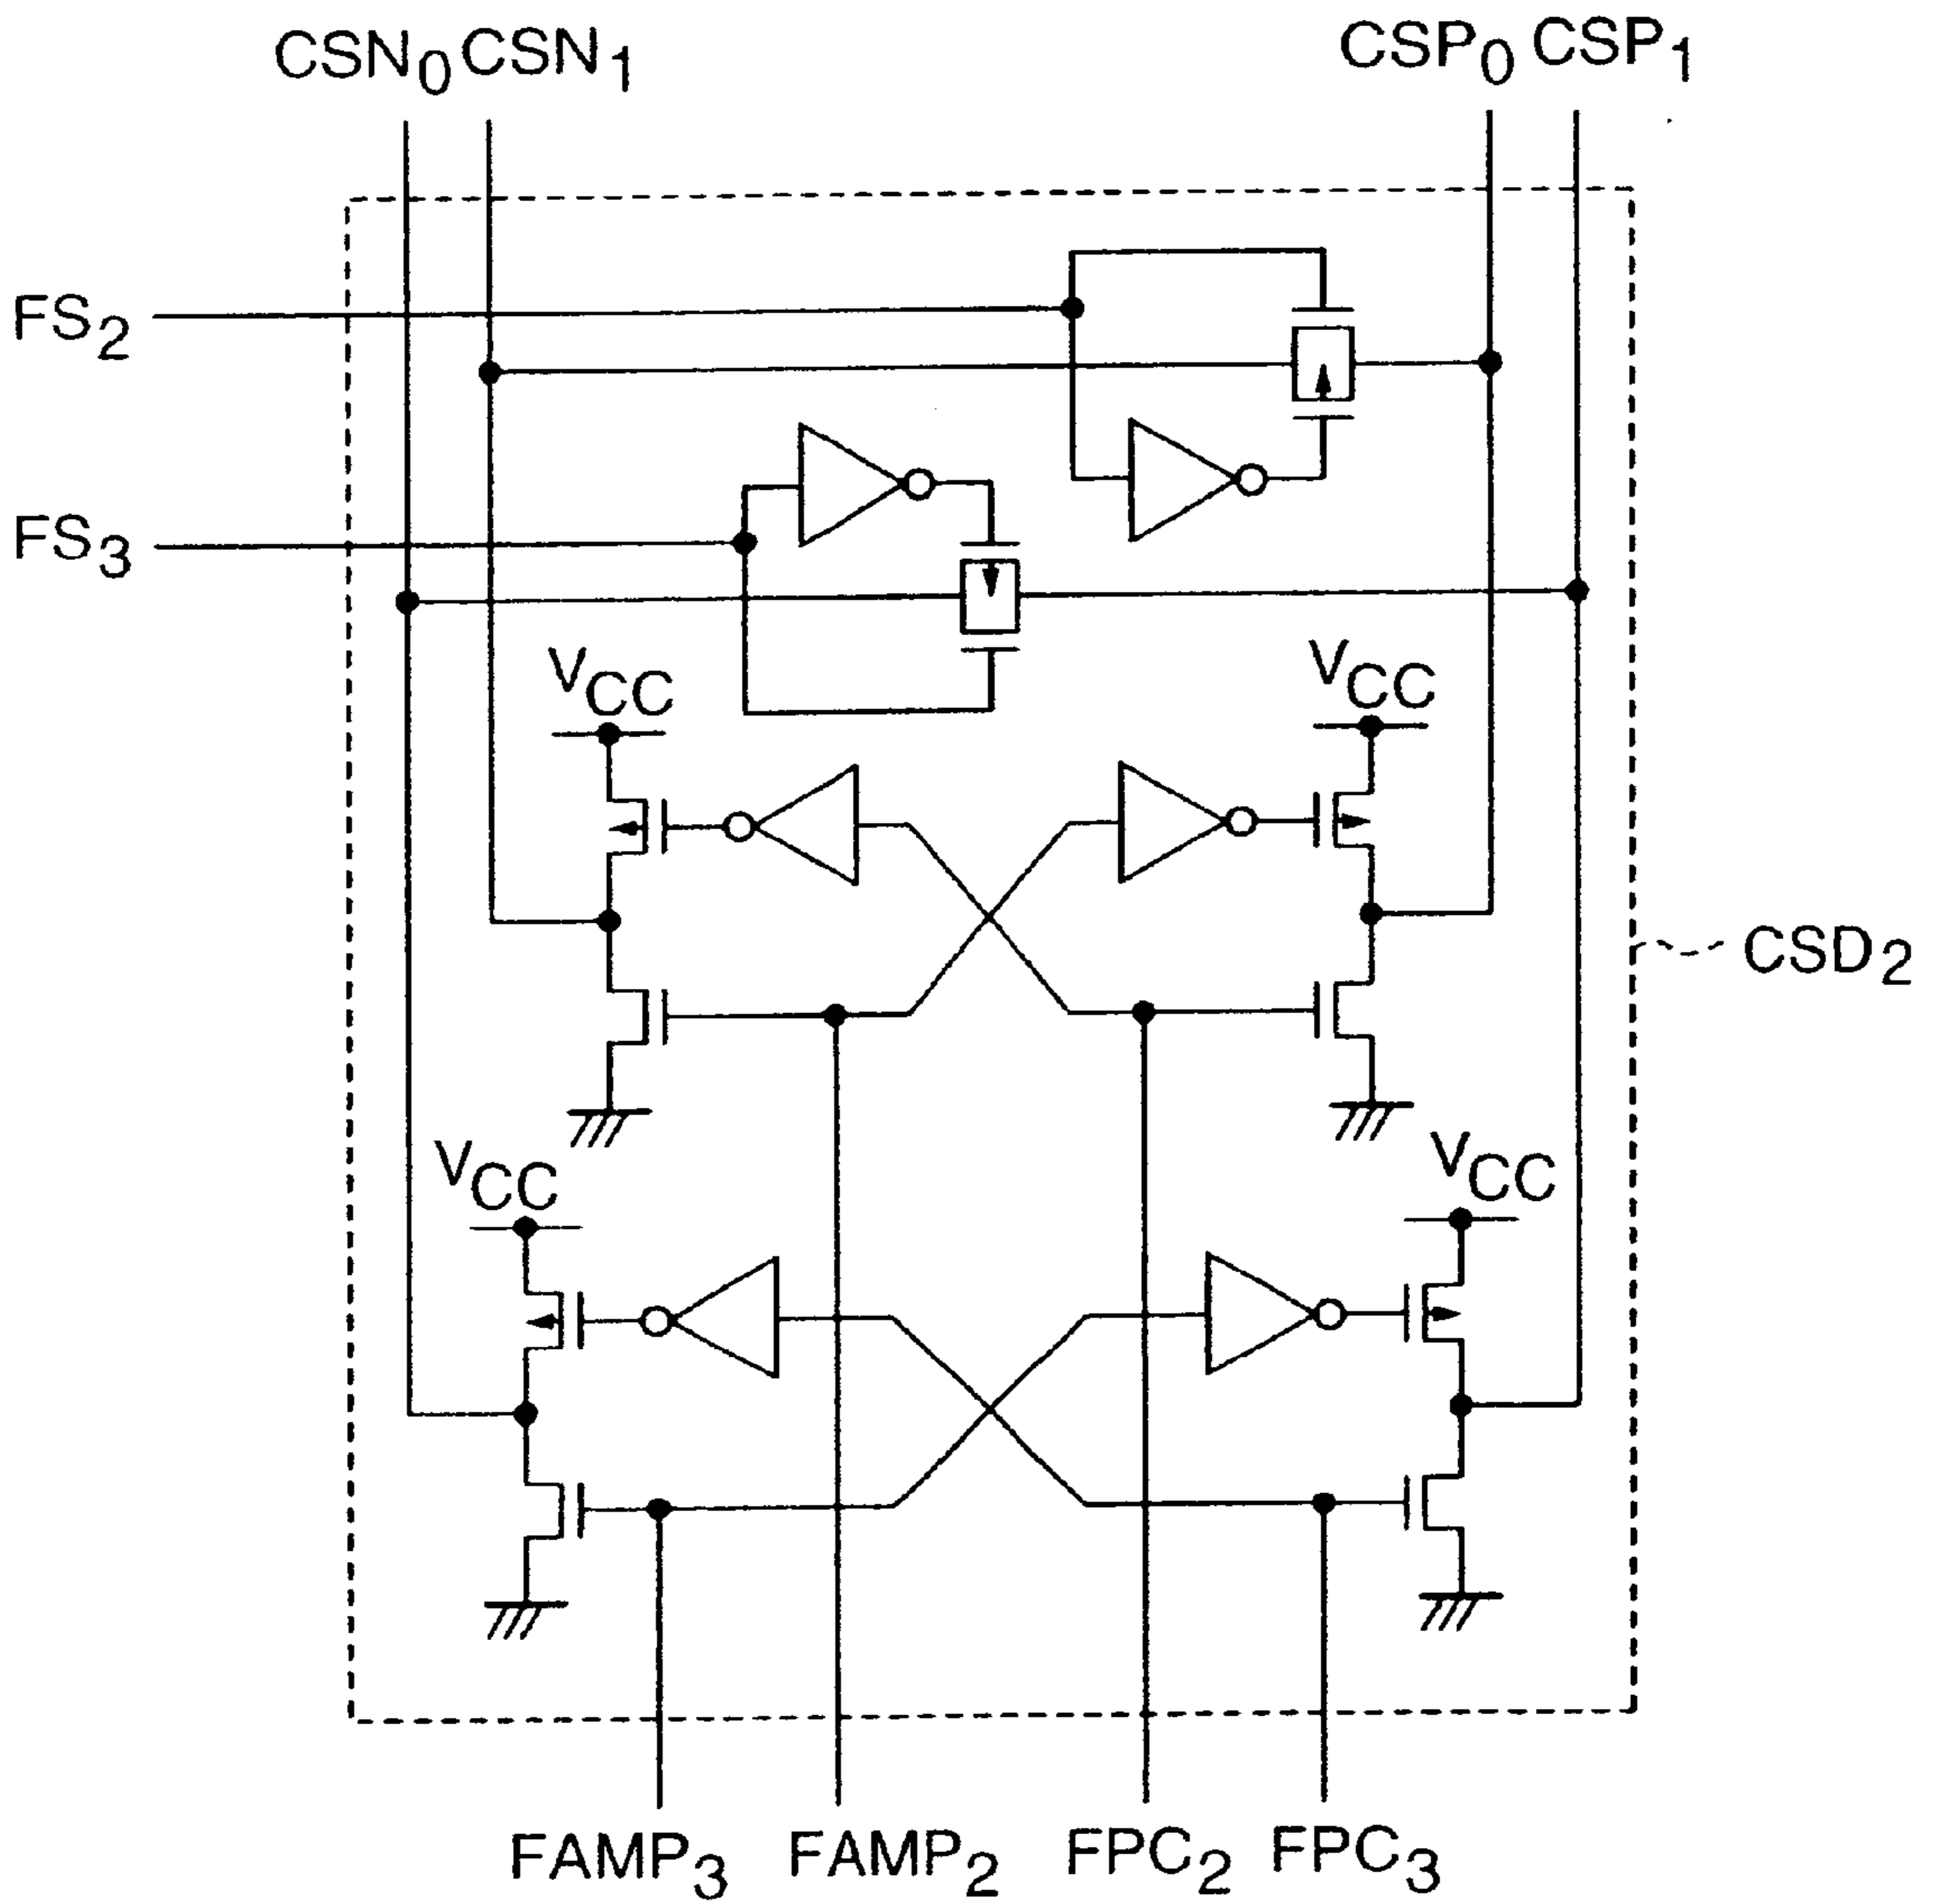 CSN0 CSN1 CSP0 CSP1
FS2
FS3
VCC VCC
CSD2
VCC VCC
FAMP3 FAMP2 FPC2 FPC3